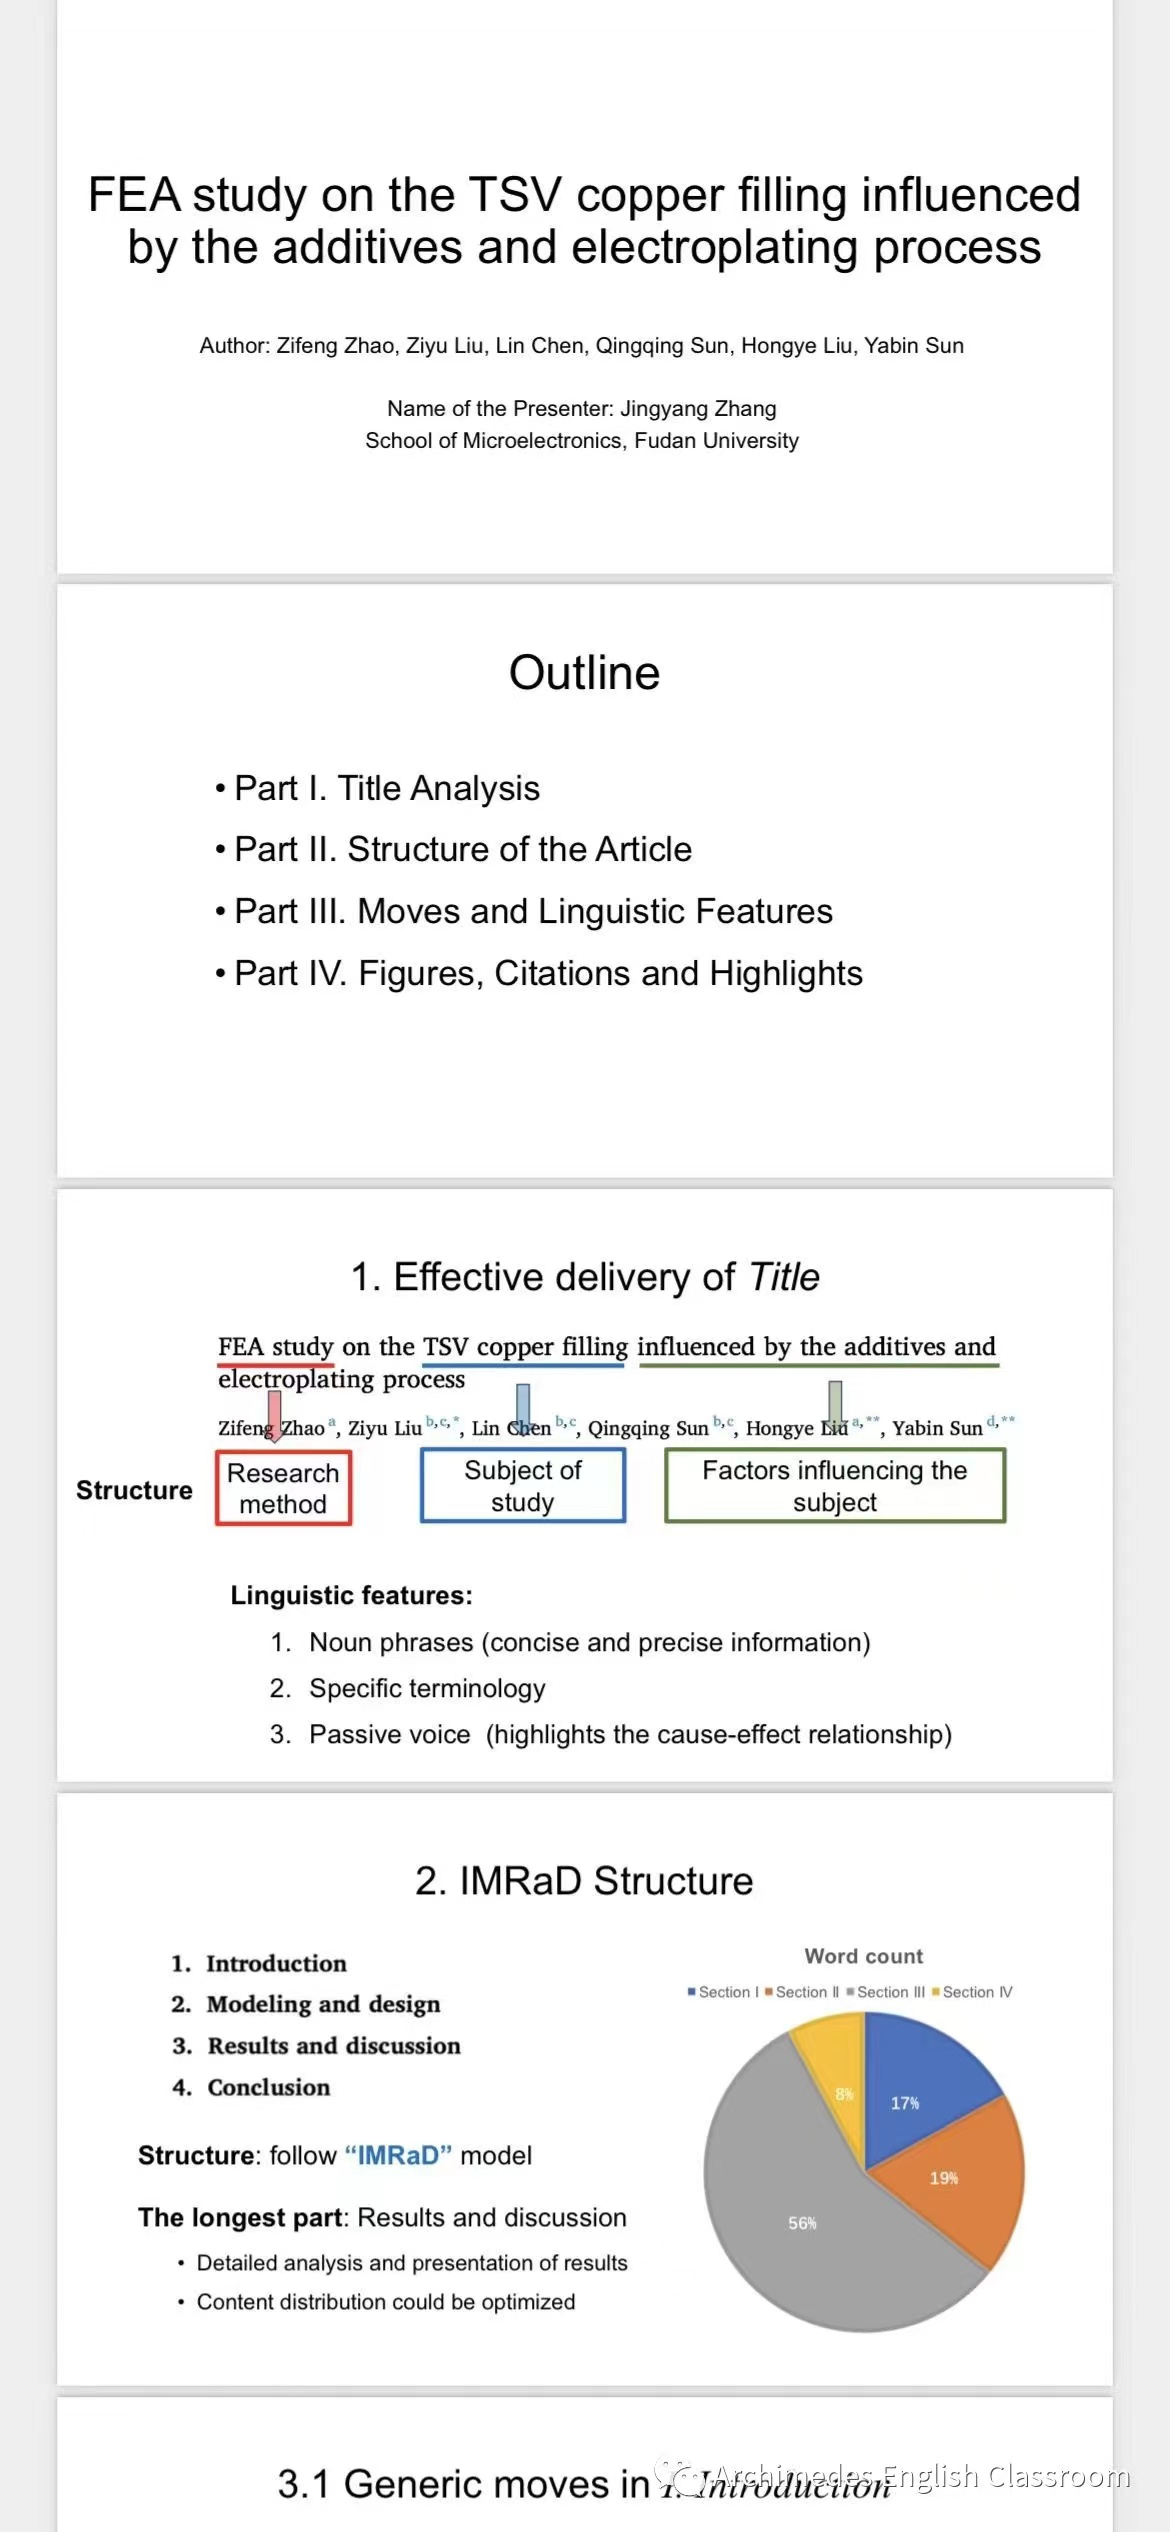 FEA study on the TSV copper filling influenced
by the additives and electroplating process
Author: Zifeng Zhao, Ziyu Liu, Lin Chen, Qingqing Sun, Hongye Liu, Yabin Sun
Name of the Presenter: Jingyang Zhang
School of Microelectronics, Fudan University
Outline
• Part I. Title Analysis
• Part II. Structure of the Article
• Part III. Moves and Linguistic Features
• Part IV. Figures, Citations and Highlights
1. Effective delivery of Title
FEA study on the TSV copper filling influenced by the additives and
electroplating process
Zifeng Zhao a, Ziyu Liu b,c,*, Lin Chen b,c, Qingqing Sun b,c, Hongye Liu a,**, Yabin Sun d,**
Structure
Research
method
Subject of
study
Factors influencing the
subject
Linguistic features:
1. Noun phrases (concise and precise information)
2. Specific terminology
3. Passive voice (highlights the cause-effect relationship)
2. IMRaD Structure
1. Introduction
2. Modeling and design
3. Results and discussion
4. Conclusion
Structure: follow “IMRaD” model
The longest part: Results and discussion
• Detailed analysis and presentation of results
• Content distribution could be optimized
Word count
Section I Section II Section III Section IV
8%
17%
19%
56%
3.1 Generic moves in I. Introduction
Archimedes English Classroom